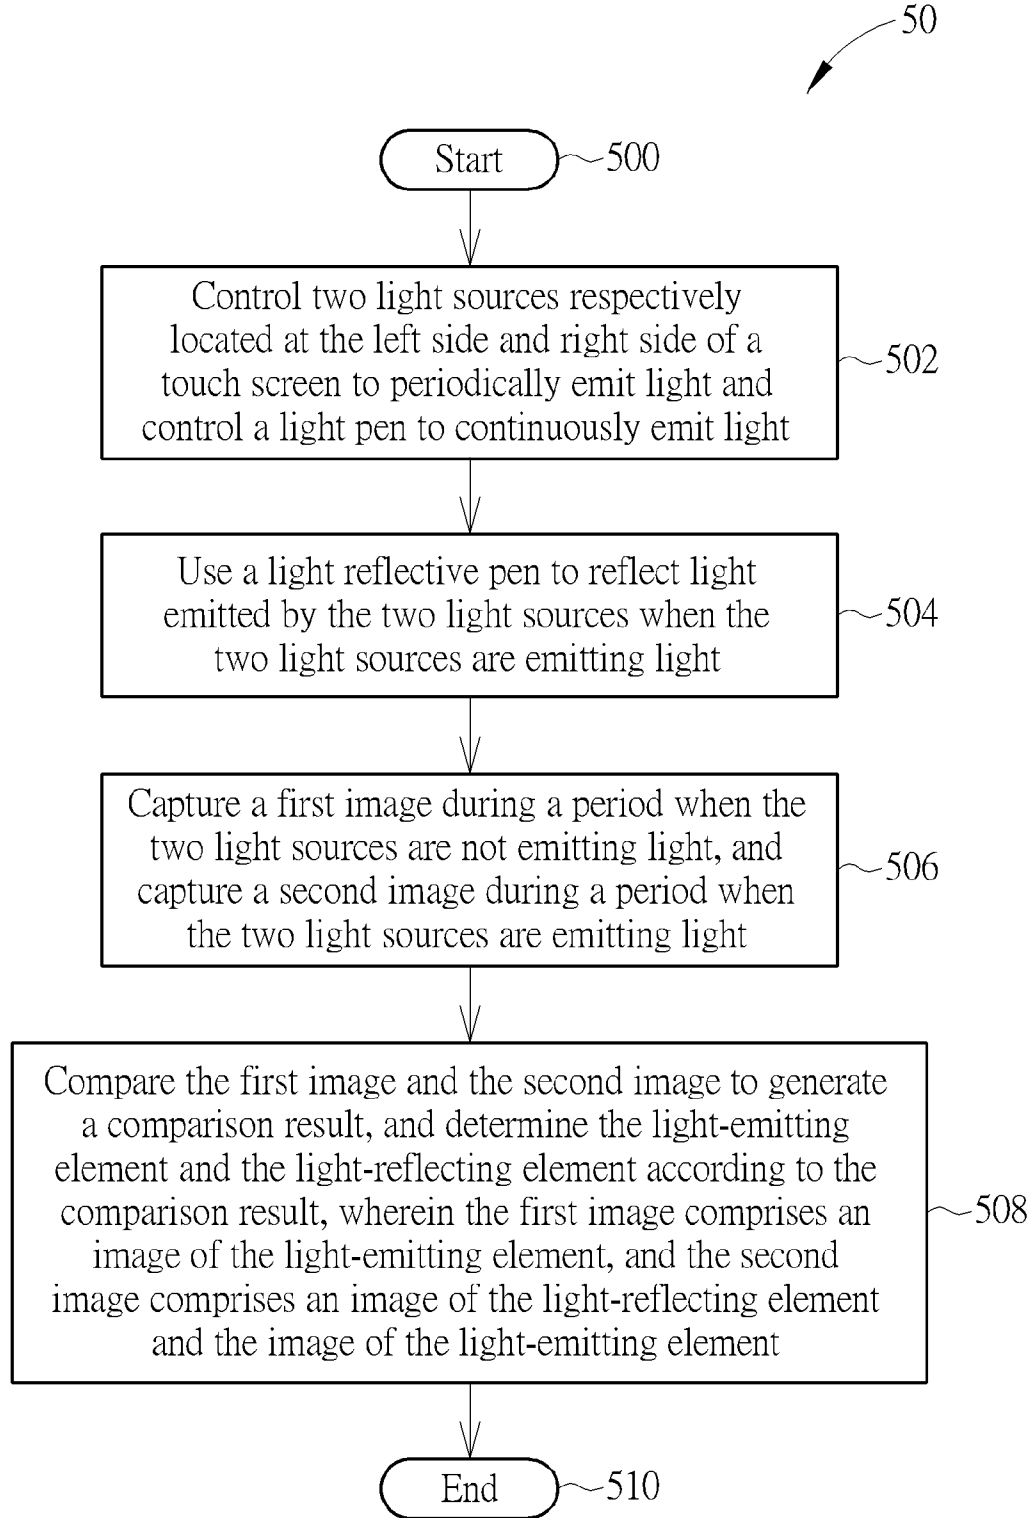 50
Start
500
Control two light sources respectively
located at the left side and right side of a
touch screen to periodically emit light and
control a light pen to continuously emit light
502
Use a light reflective pen to reflect light
emitted by the two light sources when the
two light sources are emitting light
504
Capture a first image during a period when the
two light sources are not emitting light, and
capture a second image during a period when
the two light sources are emitting light
506
Compare the first image and the second image to generate
a comparison result, and determine the light-emitting
element and the light-reflecting element according to the
comparison result, wherein the first image comprises an
image of the light-emitting element, and the second
image comprises an image of the light-reflecting element
and the image of the light-emitting element
508
End
510